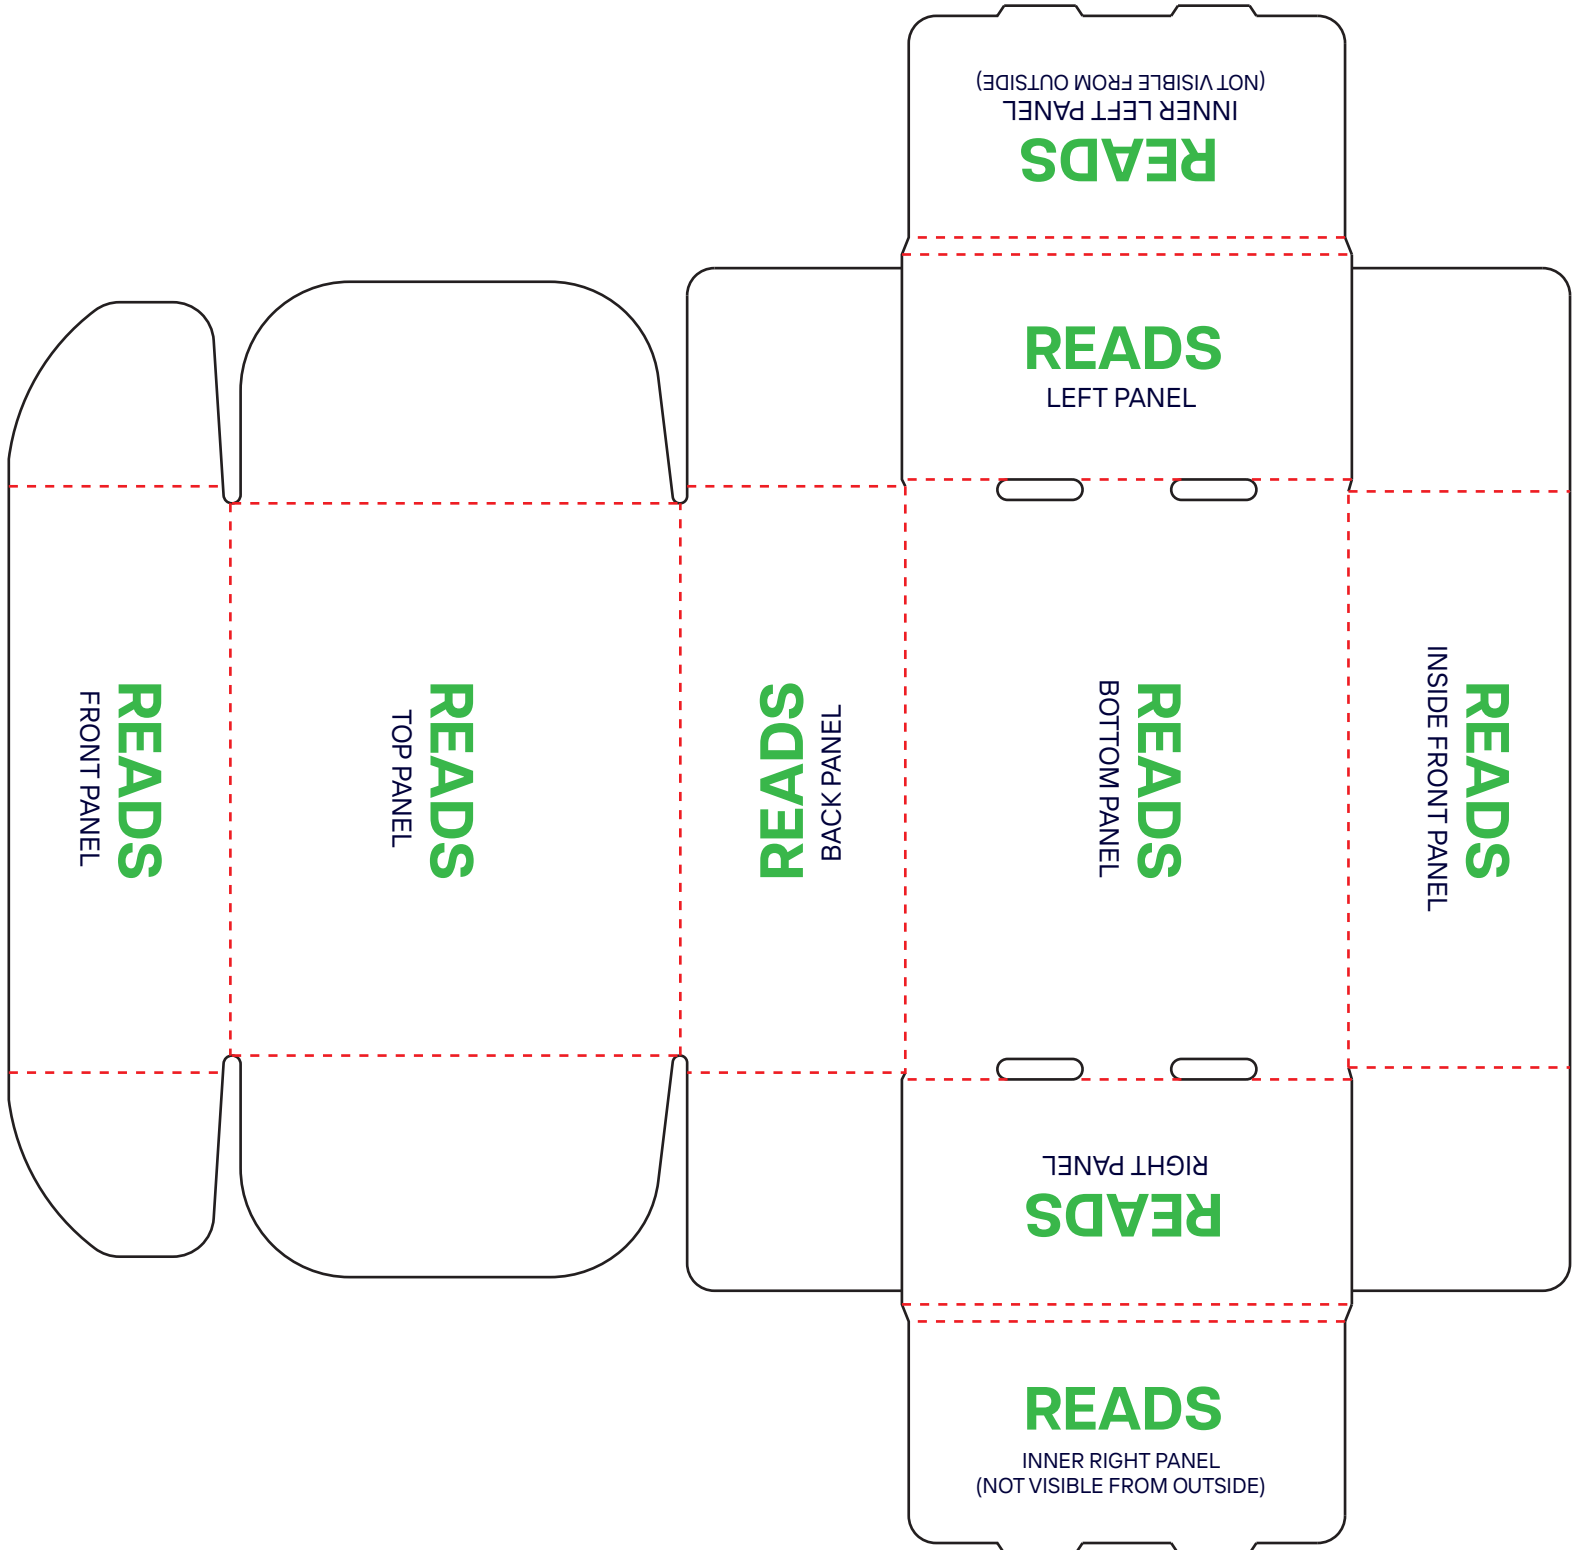 (NOT VISIBLE FROM OUTSIDE)
INNER LEFT PANEL
READS
READS
LEFT PANEL
READS
FRONT PANEL
READS
TOP PANEL
READS
BACK PANEL
READS
BOTTOM PANEL
READS
INSIDE FRONT PANEL
RIGHT PANEL
READS
READS
INNER RIGHT PANEL
(NOT VISIBLE FROM OUTSIDE)